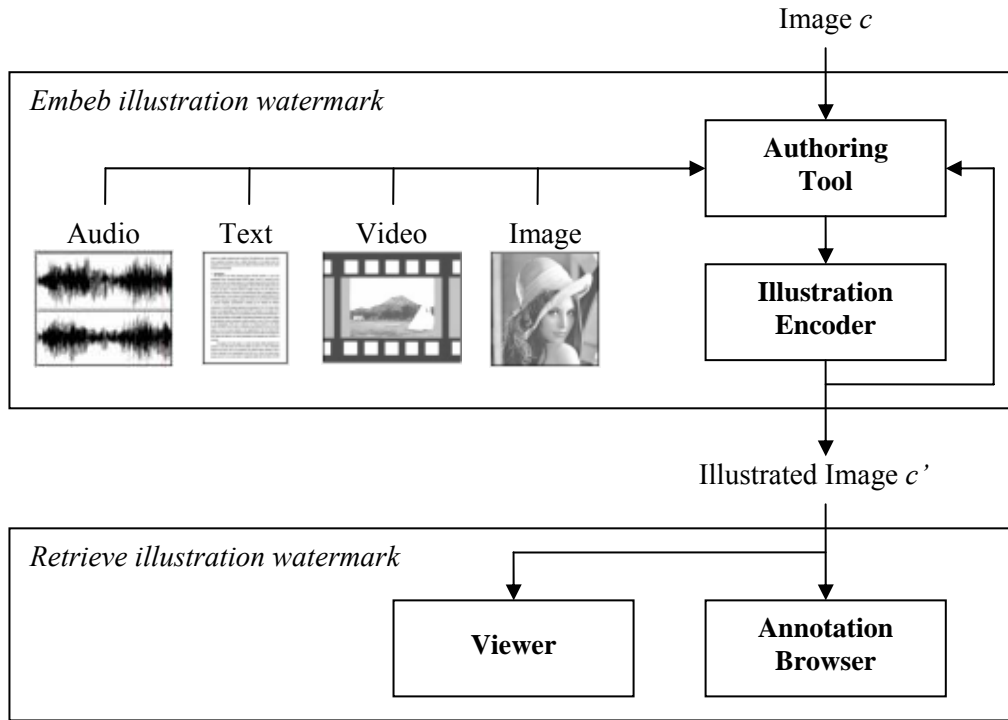 Image c
Embeb illustration watermark
Authoring
Tool
Audio
Text
Video
Image
Illustration
Encoder
Illustrated Image c’
Retrieve illustration watermark
Viewer
Annotation
Browser